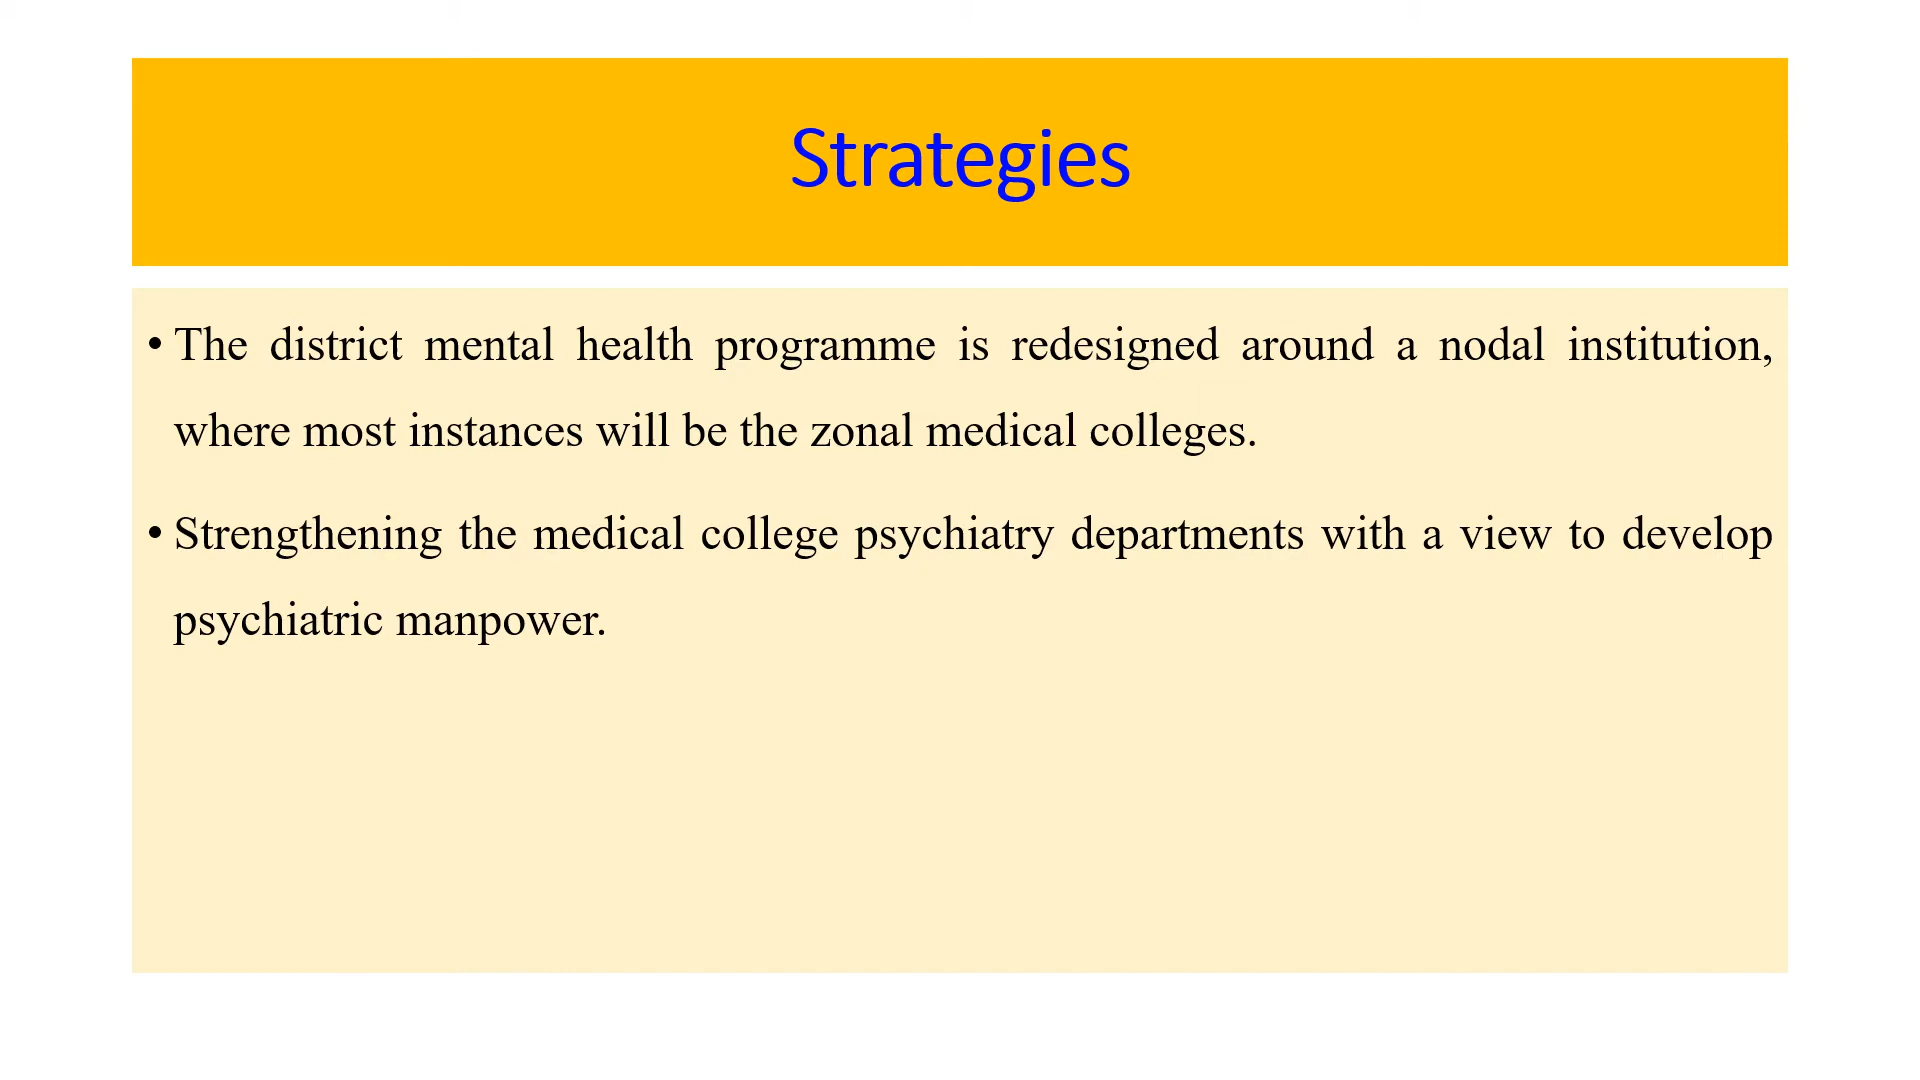 Strategies
• The district mental health programme is redesigned around a nodal institution,
where most instances will be the zonal medical colleges.
• Strengthening the medical college psychiatry departments with a view to develop
psychiatric manpower.